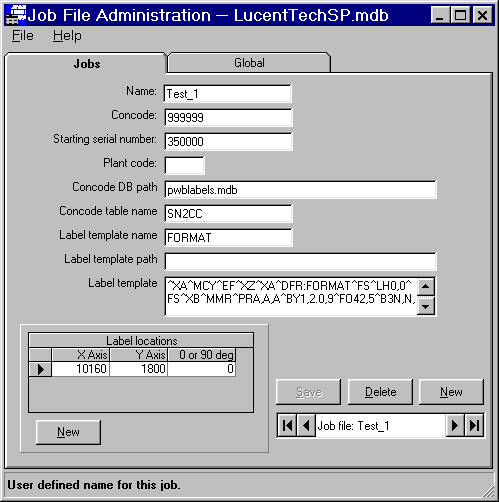 Job File Administration — LucentTechSP.mdb
File Help
Jobs Global
Name: Test_1
Concode: 999999
Starting serial number: 350000
Plant code:
Concode DB path pwblabels.mdb
Concode table name SN2CC
Label template name FORMAT
Label template path
Label template ^XA^MCY^EF^XZ^XA^DFR:FORMAT^FS^LH0,0^
FS^XB^MMR^PRA,A,A^BY1,2.0,9^FO42,5^B3N,N,
Label locations
X Axis Y Axis 0 or 90 deg
10160 1800 0
New
Save Delete New
Job file: Test_1
User defined name for this job.